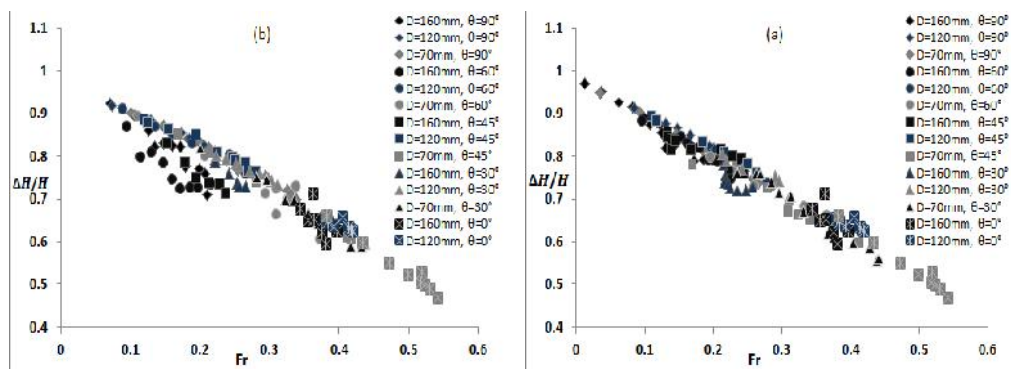 (b)
1.1
1
0.9
0.8
ΔH/H
0.7
0.6
0.5
0.4
0
0.1
0.2
0.3
0.4
0.5
0.6
Fr
D=160mm, θ=90°
D=120mm, θ=90°
D=70mm, θ=90°
D=160mm, θ=60°
D=120mm, θ=60°
D=70mm, θ=60°
D=160mm, θ=45°
D=120mm, θ=45°
D=70mm, θ=45°
D=160mm, θ=30°
D=120mm, θ=30°
D=70mm, θ=30°
D=160mm, θ=0°
D=120mm, θ=0°
(a)
1.1
1
0.9
0.8
ΔH/H
0.7
0.6
0.5
0.4
0
0.1
0.2
0.3
0.4
0.5
0.6
Fr
D=160mm, θ=90°
D=120mm, θ=90°
D=70mm, θ=90°
D=160mm, θ=60°
D=120mm, θ=60°
D=70mm, θ=60°
D=160mm, θ=45°
D=120mm, θ=45°
D=70mm, θ=45°
D=160mm, θ=30°
D=120mm, θ=30°
D=70mm, θ=30°
D=160mm, θ=0°
D=120mm, θ=0°